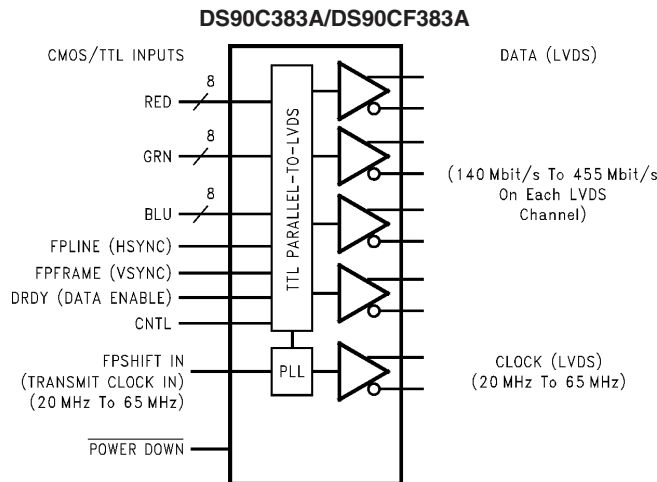 DS90C383A/DS90CF383A
CMOS/TTL INPUTS
DATA (LVDS)
8
RED
8
GRN
8
BLU
FPLINE (HSYNC)
FPFRAME (VSYNC)
DRDY (DATA ENABLE)
CNTL
TTL PARALLEL-TO-LVDS
(140 Mbit/s To 455 Mbit/s
On Each LVDS
Channel)
FPSHIFT IN
(TRANSMIT CLOCK IN)
(20 MHz To 65 MHz)
PLL
CLOCK (LVDS)
(20 MHz To 65 MHz)
POWER DOWN